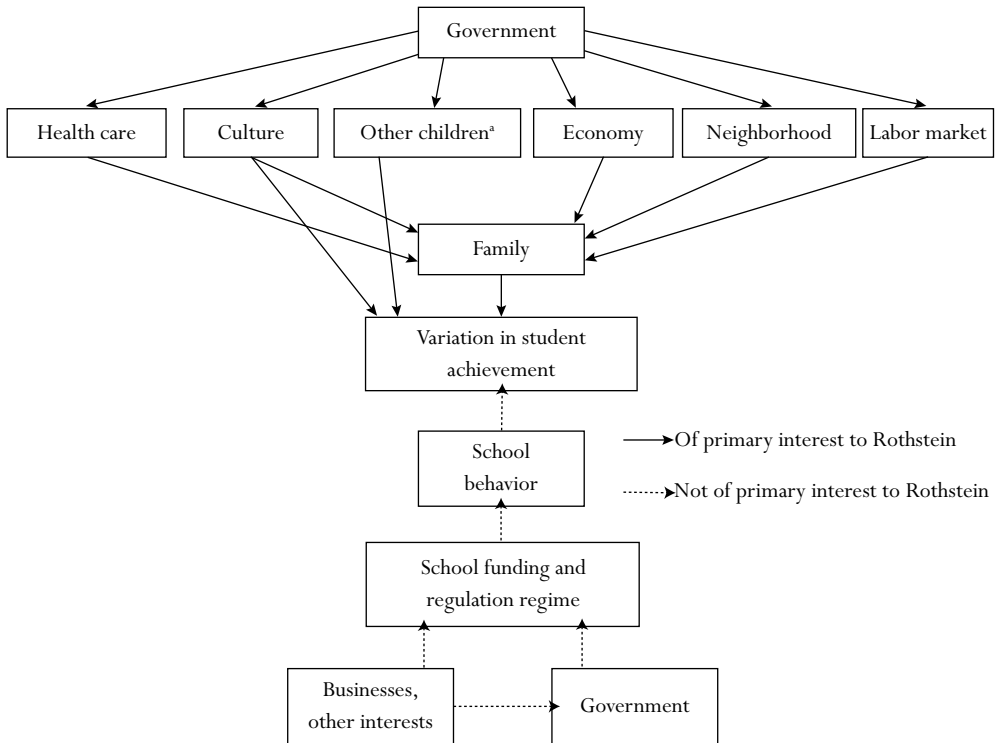 Government
Health care
Culture
Other childrenª
Economy
Neighborhood
Labor market
Family
Variation in student
achievement
School
behavior
Of primary interest to Rothstein
Not of primary interest to Rothstein
School funding and
regulation regime
Businesses,
other interests
Government